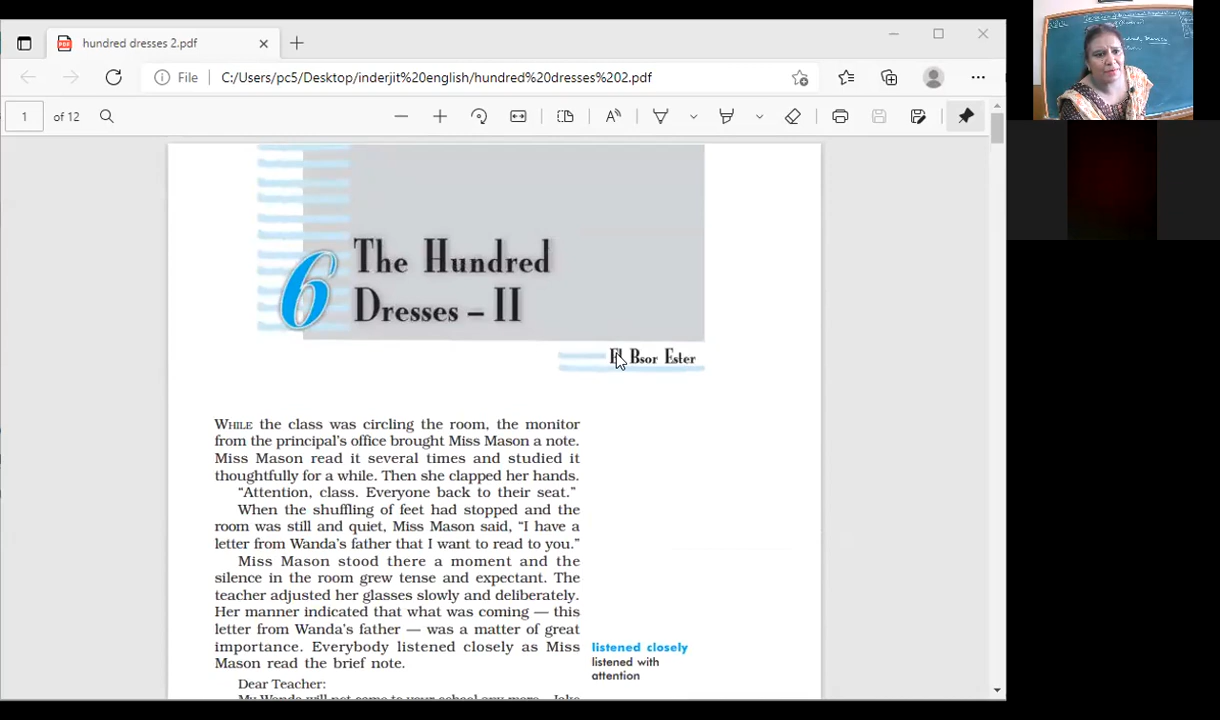 hundred dresses 2.pdf
File C:/Users/pc5/Desktop/inderjit%20english/hundred%20dresses%202.pdf
1 of 12
6 The Hundred
Dresses – II
El Bsor Ester
WHILE the class was circling the room, the monitor
from the principal's office brought Miss Mason a note.
Miss Mason read it several times and studied it
thoughtfully for a while. Then she clapped her hands.
“Attention, class. Everyone back to their seat.”
When the shuffling of feet had stopped and the
room was still and quiet, Miss Mason said, “I have a
letter from Wanda's father that I want to read to you.”
Miss Mason stood there a moment and the
silence in the room grew tense and expectant. The
teacher adjusted her glasses slowly and deliberately.
Her manner indicated that what was coming — this
letter from Wanda's father — was a matter of great
importance. Everybody listened closely as Miss
Mason read the brief note.
listened closely
listened with
attention
Dear Teacher:
My Wanda will not come to your school any more. Jake